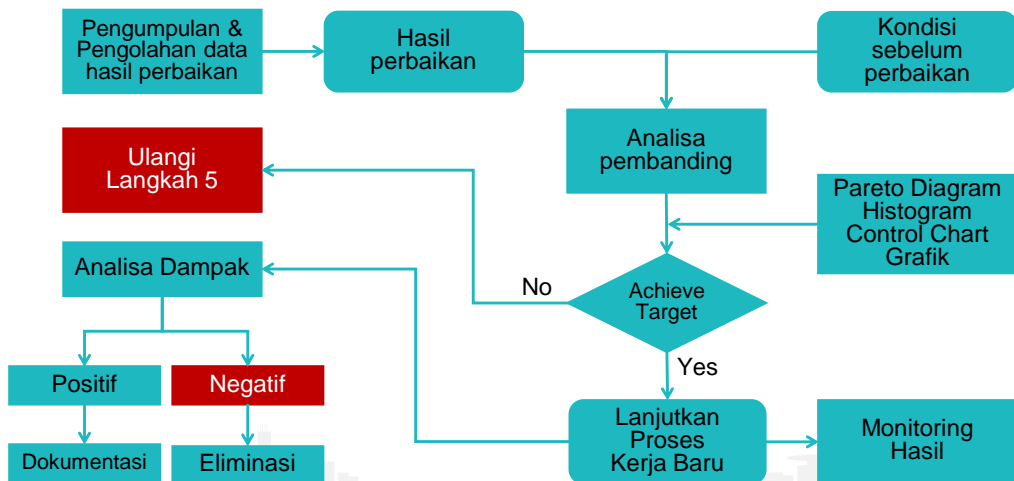 Pengumpulan &
Pengolahan data
hasil perbaikan
Hasil
perbaikan
Kondisi
sebelum
perbaikan
Ulangi
Langkah 5
Analisa
pembanding
Pareto Diagram
Histogram
Control Chart
Grafik
Analisa Dampak
No
Achieve
Target
Yes
Positif
Negatif
Lanjutkan
Proses
Kerja Baru
Monitoring
Hasil
Dokumentasi
Eliminasi